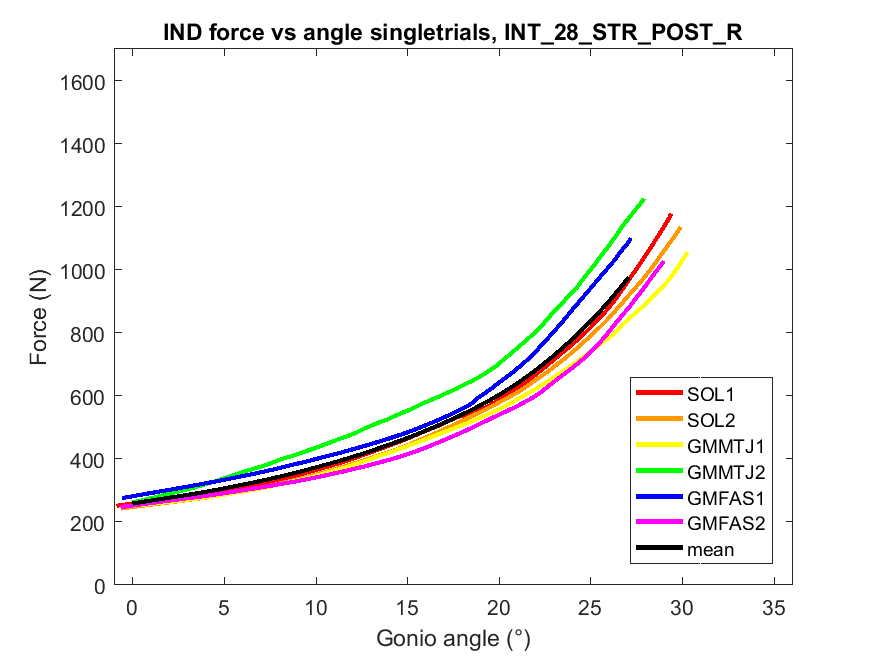 IND force vs angle singletrials, INT_28_STR_POST_R
1600
1400
1200
1000
800
600
400
200
0
Force (N)
0 5 10 15 20 25 30 35
Gonio angle (°)
SOL1
SOL2
GMMTJ1
GMMTJ2
GMFAS1
GMFAS2
mean